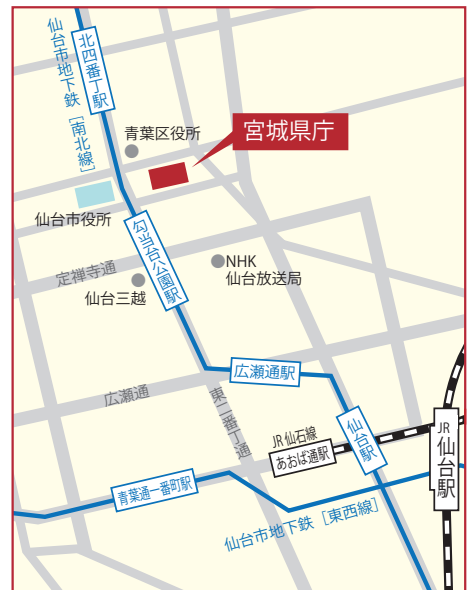 仙台市地下鉄［南北線］
北四番丁駅
青葉区役所
宮城県庁
仙台市役所
勾当台公園駅
NHK
仙台放送局
定禅寺通
仙台三越
広瀬通駅
広瀬通
東二番丁通
仙台駅
JR仙石線
あおば通駅
JR
仙台駅
青葉通一番町駅
仙台市地下鉄［東西線］